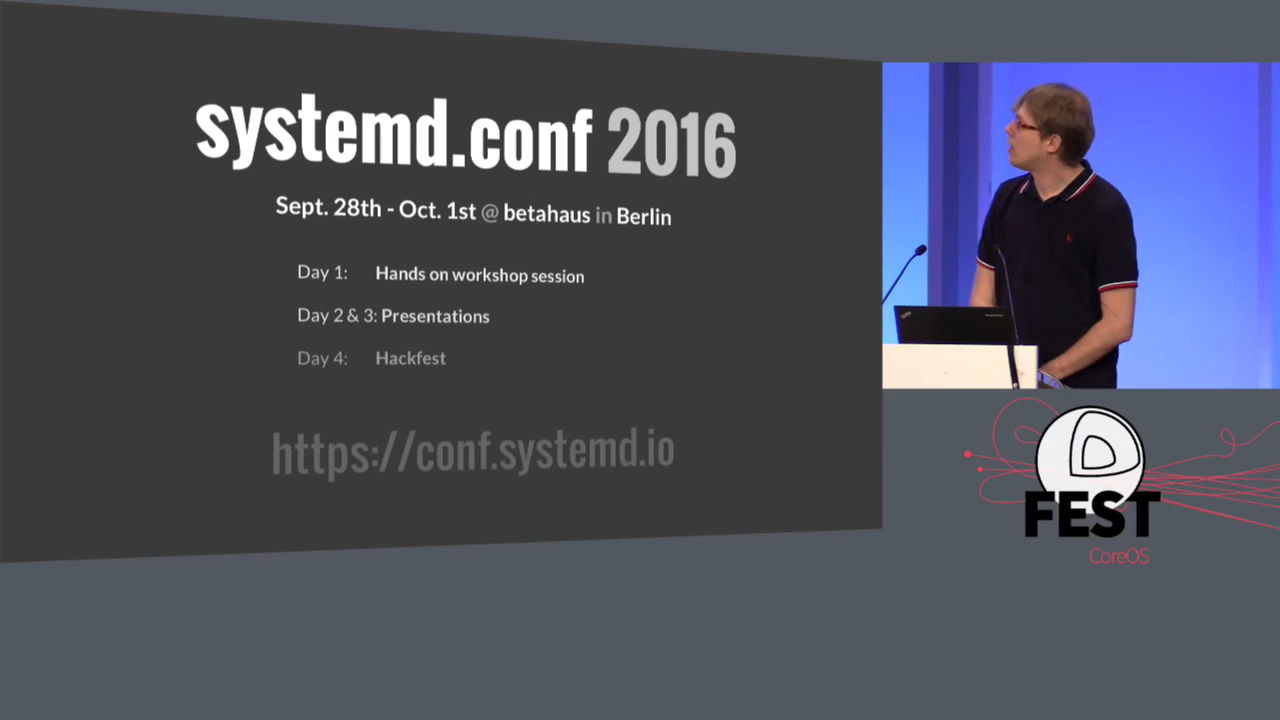 systemd.conf 2016
Sept. 28th - Oct. 1st @ betahaus in Berlin
Day 1: Hands on workshop session
Day 2 & 3: Presentations
Day 4: Hackfest
https://conf.systemd.io
FEST
CoreOS